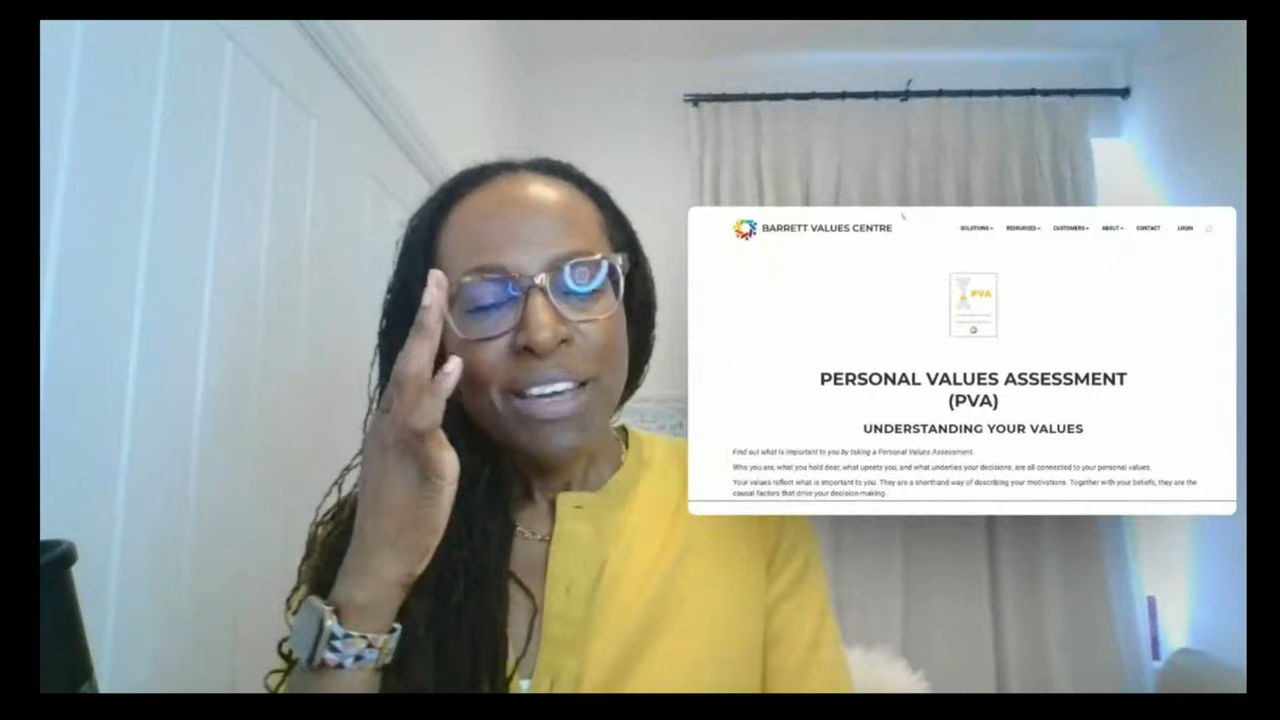 BARRETT VALUES CENTRE
SOLUTIONS RESOURCES CUSTOMERS ABOUT CONTACT LOGIN
PVA
PERSONAL VALUES ASSESSMENT
(PVA)
UNDERSTANDING YOUR VALUES
Find out what is important to you by taking a Personal Values Assessment.
Who you are, what you hold dear, what upsets you, and what underlies your decisions, are all connected to your personal values.
Your values reflect what is important to you. They are a shorthand way of describing your motivations. Together with your beliefs, they are the
causal factors that drive your decision-making.